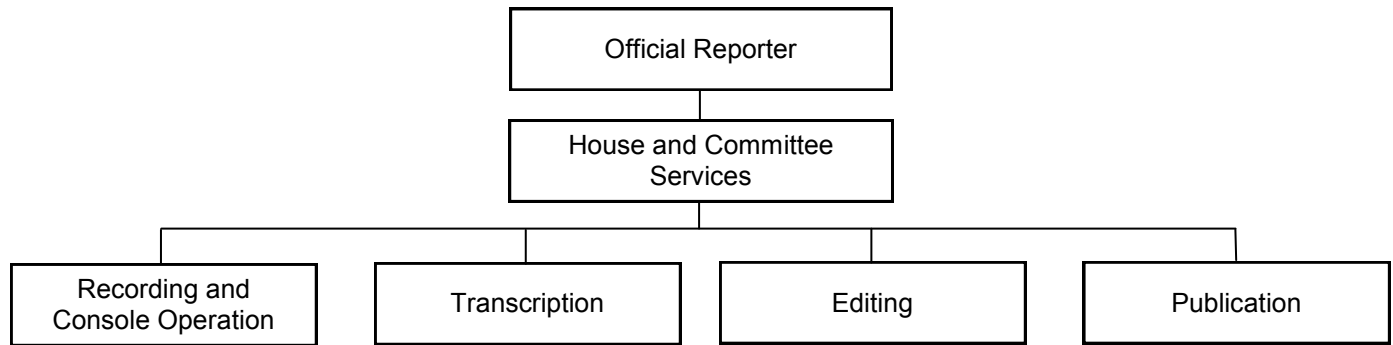 Official Reporter
House and Committee
Services
Recording and
Console Operation
Transcription
Editing
Publication